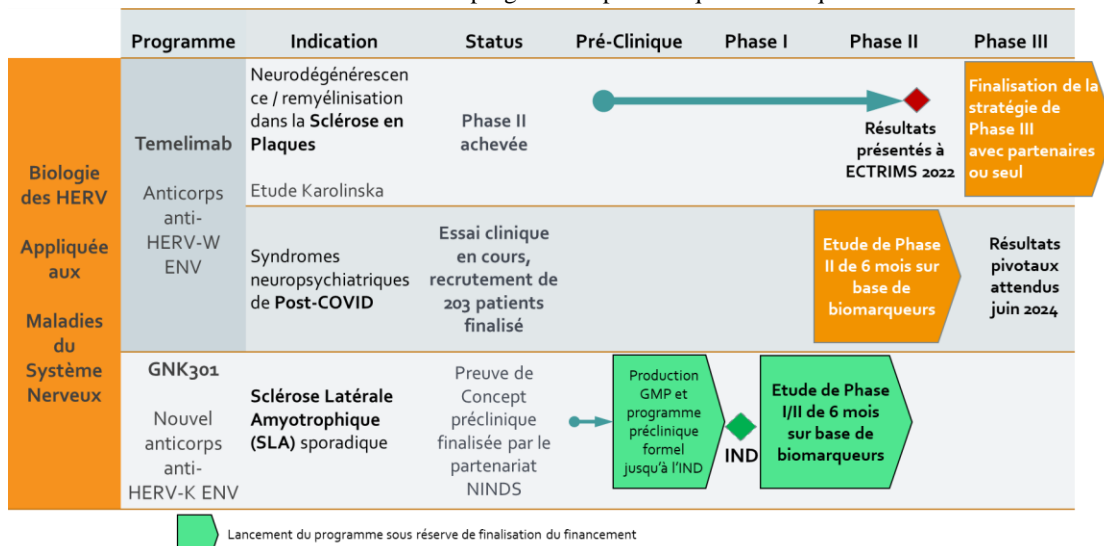 Programme Indication Status Pré-Clinique Phase I Phase II Phase III
Biologie
des HERV
Appliquée
aux
Maladies
du
Système
Nerveux
Temelimab
Anticorps
anti-
HERV-W
ENV
Neurodégénérescen
ce / remyélinisation
dans la Sclérose en
Plaques
Etude Karolinska
Phase II
achevée
Résultats
présentés à
ECTRIMS 2022
Finalisation de la
stratégie de
Phase III
avec partenaires
ou seul
Syndromes
neuropsychiatriques
de Post-COVID
Essai clinique
en cours,
recrutement de
203 patients
finalisé
Etude de Phase
II de 6 mois sur
base de
biomarqueurs
Résultats
pivotaux
attendus
juin 2024
GNK301
Nouvel
anticorps
anti-
HERV-K ENV
Sclérose Latérale
Amyotrophique
(SLA) sporadique
Preuve de
Concept
préclinique
finalisée par le
partenariat
NINDS
Production
GMP et
programme
préclinique
formel
jusqu'à l'IND
IND
Etude de Phase
I/II de 6 mois
sur base de
biomarqueurs
Lancement du programme sous réserve de finalisation du financement